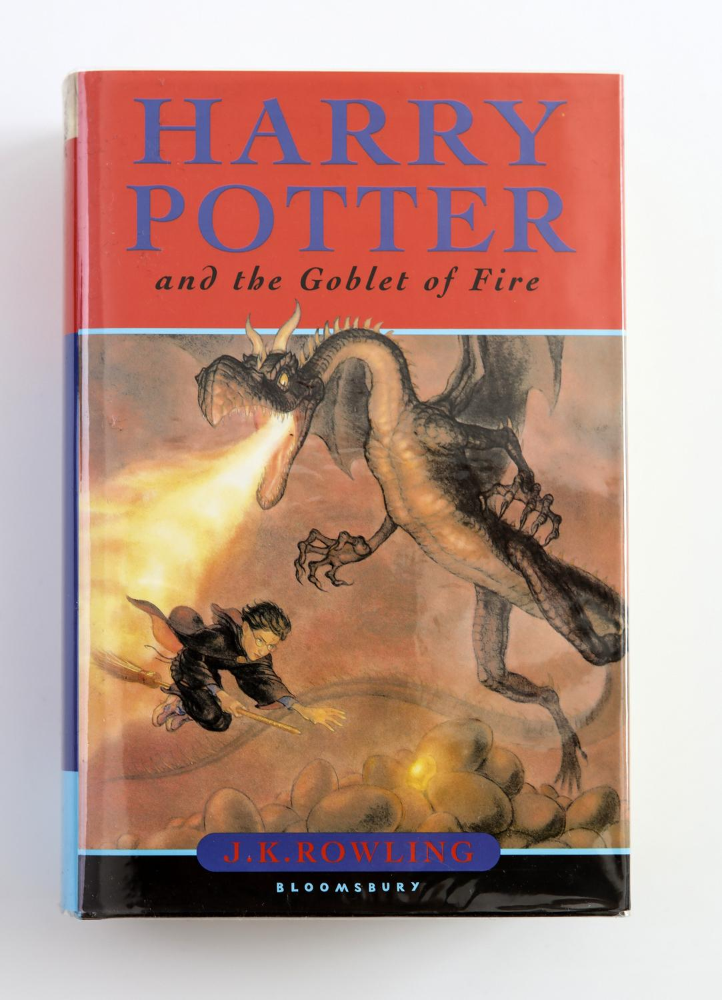 HARRY
POTTER
and the Goblet of Fire
J.K.ROWLING
BLOOMSBURY